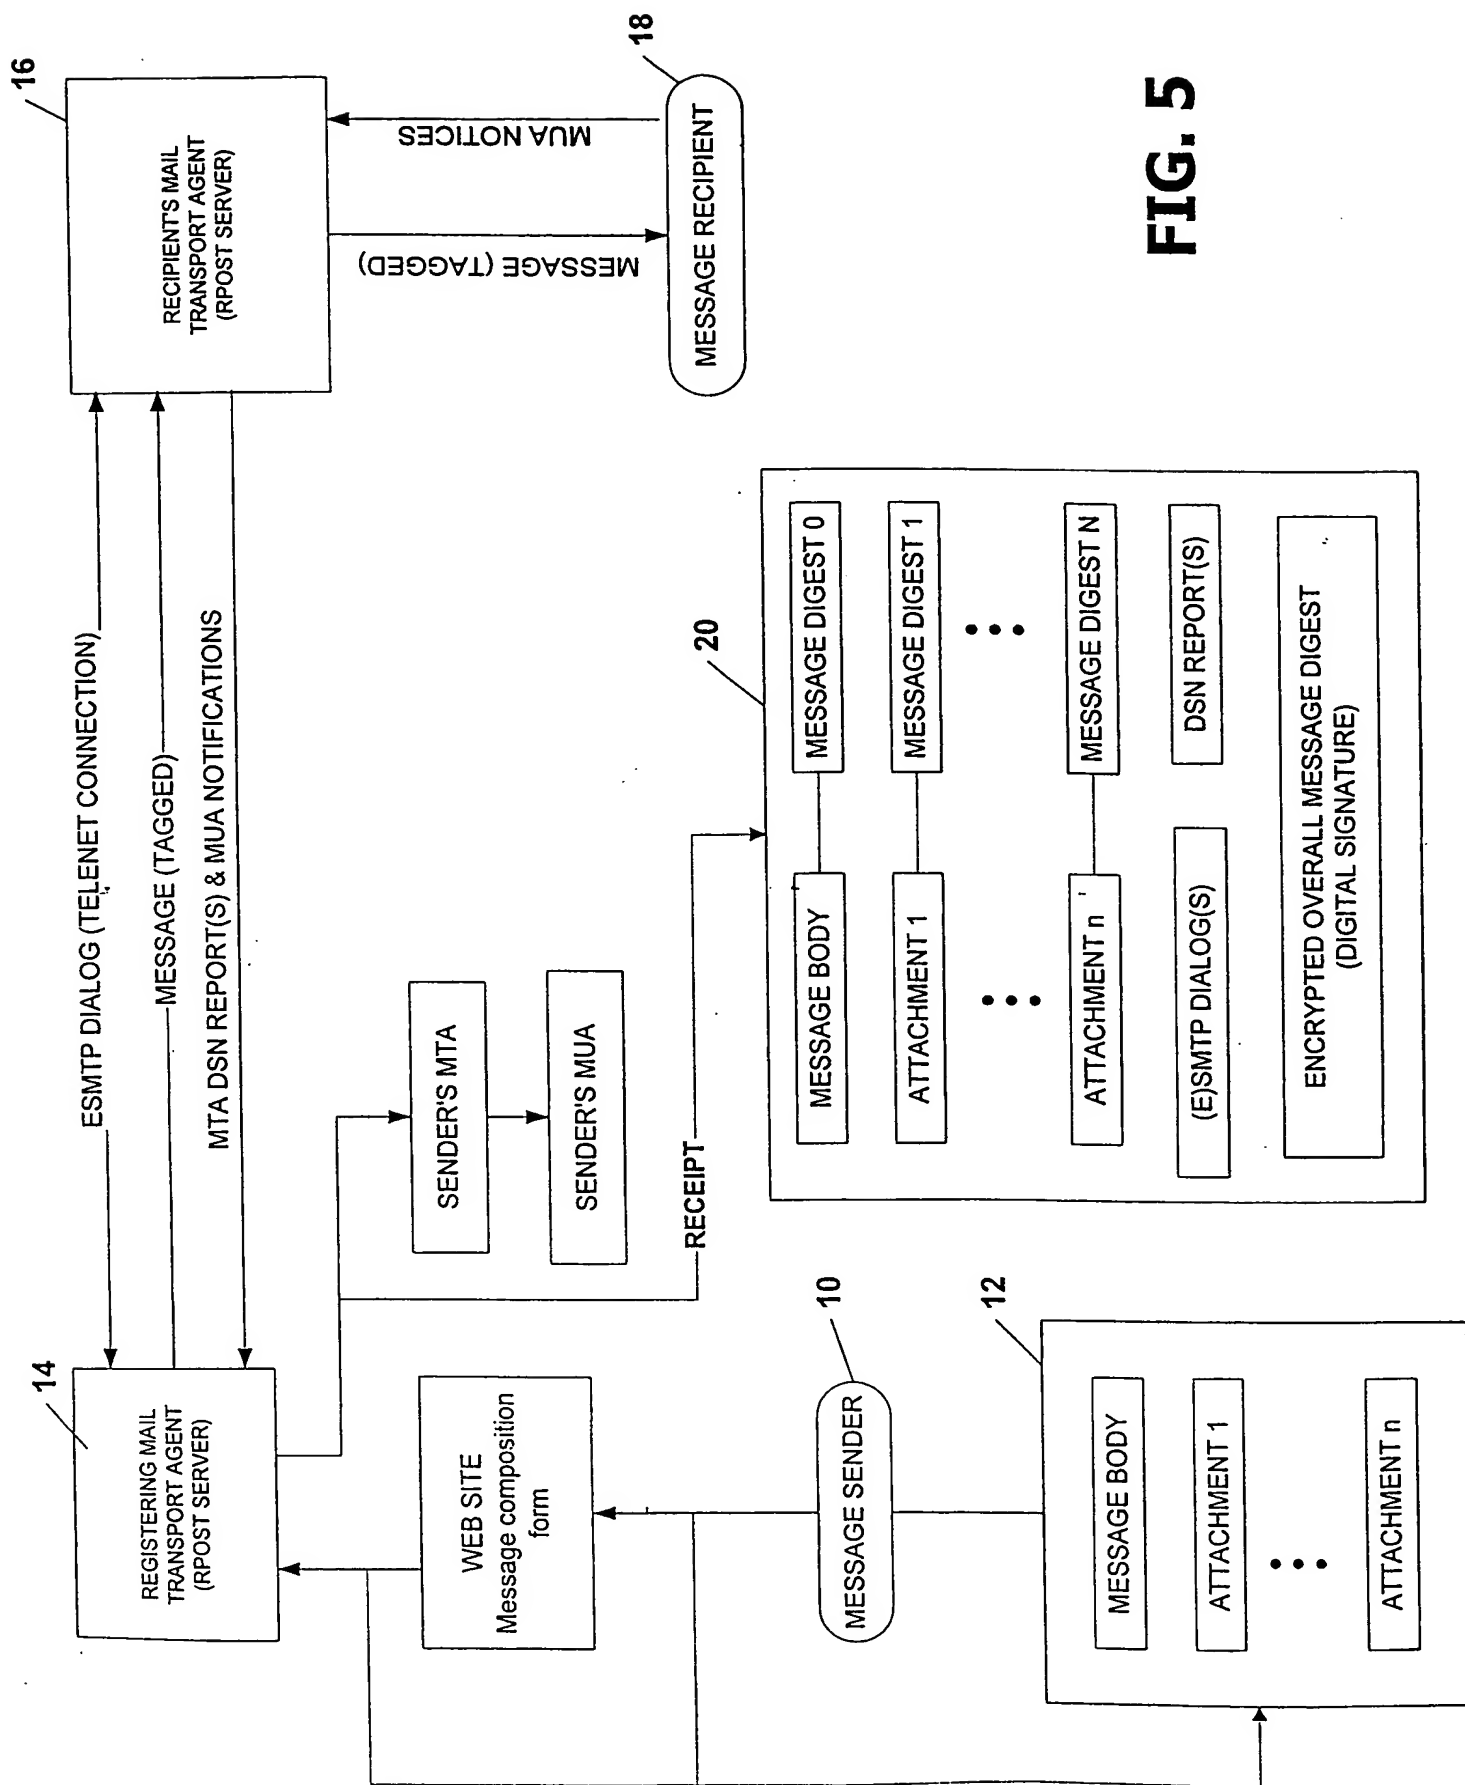 14
REGISTERING MAIL
TRANSPORT AGENT
(RPOST SERVER)
ESMTP DIALOG (TELENET CONNECTION)
MESSAGE (TAGGED)
MTA DSN REPORT(S) & MUA NOTIFICATIONS
16
RECIPIENT'S MAIL
TRANSPORT AGENT
(RPOST SERVER)
MESSAGE (TAGGED)
MUA NOTICES
18
MESSAGE RECIPIENT
WEB SITE
Message composition
form
SENDER'S MTA
SENDER'S MUA
RECEIPT
10
MESSAGE SENDER
12
MESSAGE BODY
ATTACHMENT 1
•••
ATTACHMENT n
20
MESSAGE BODY
MESSAGE DIGEST 0
ATTACHMENT 1
MESSAGE DIGEST 1
•••
•••
ATTACHMENT n
MESSAGE DIGEST N
(E)SMTP DIALOG(S)
DSN REPORT(S)
ENCRYPTED OVERALL MESSAGE DIGEST
(DIGITAL SIGNATURE)
FIG. 5